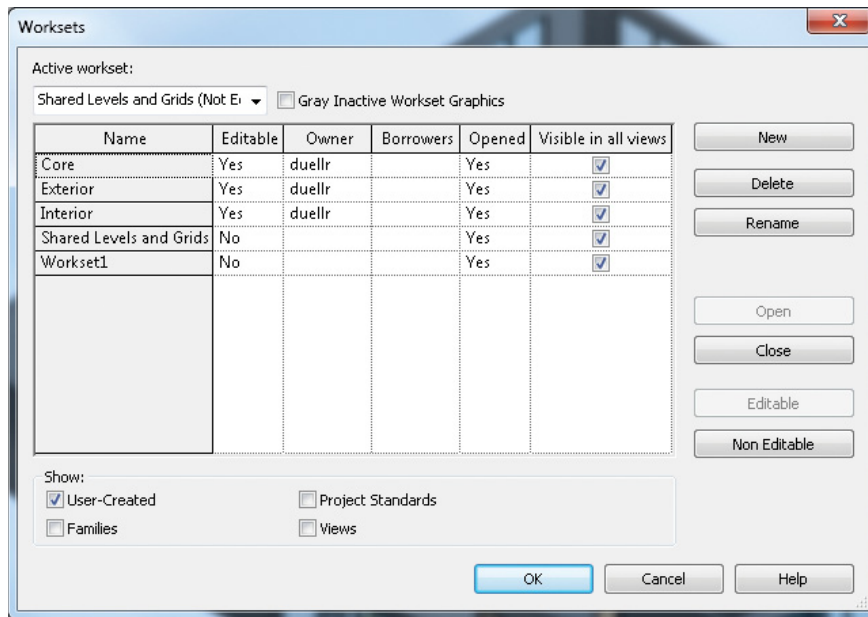 Worksets
Active workset:
Shared Levels and Grids (Not E Gray Inactive Workset Graphics
Name Editable Owner Borrowers Opened Visible in all views
Core Yes duellr Yes
Exterior Yes duellr Yes
Interior Yes duellr Yes
Shared Levels and Grids No Yes
Workset1 No Yes
New
Delete
Rename
Open
Close
Editable
Non Editable
Show:
User-Created Project Standards
Families Views
OK Cancel Help